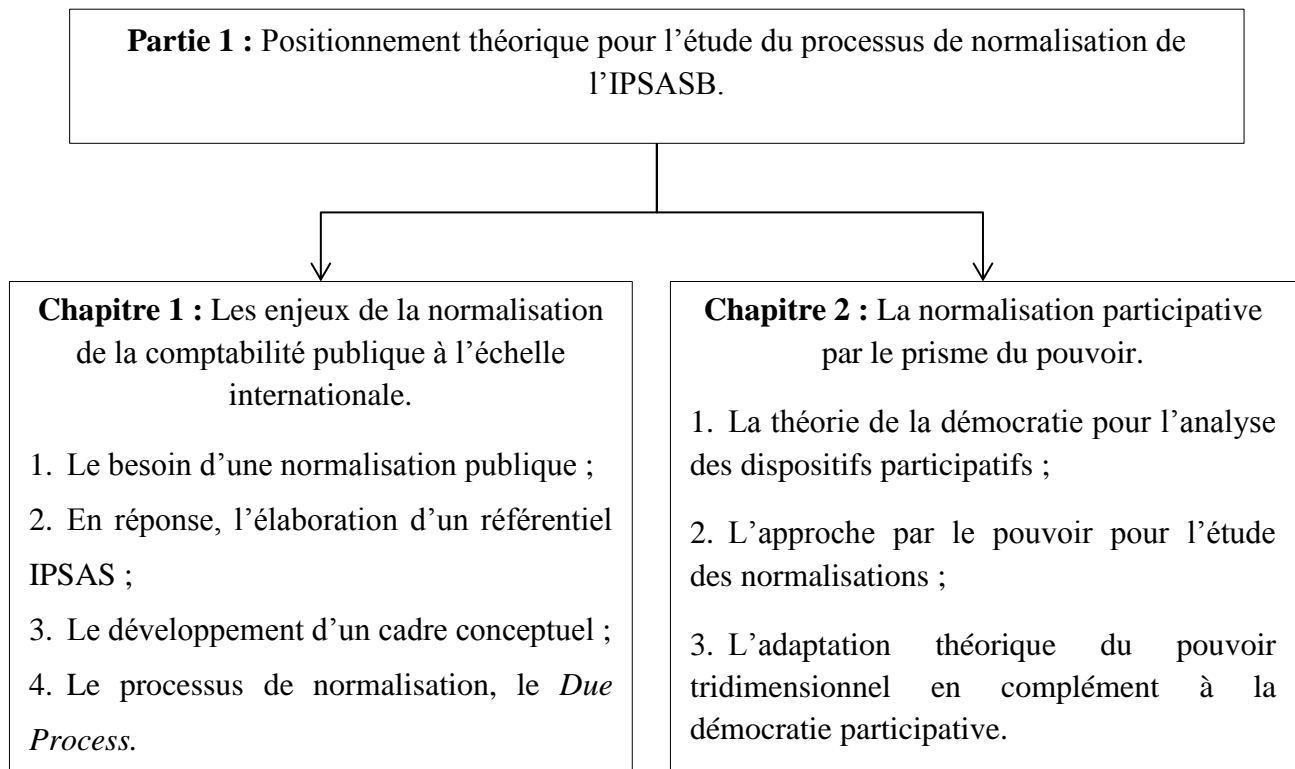 Partie 1 : Positionnement théorique pour l’étude du processus de normalisation de
l’IPSASB.
Chapitre 1 : Les enjeux de la normalisation
de la comptabilité publique à l’échelle
internationale.
1. Le besoin d’une normalisation publique ;
2. En réponse, l’élaboration d’un référentiel
IPSAS ;
3. Le développement d’un cadre conceptuel ;
4. Le processus de normalisation, le Due
Process.
Chapitre 2 : La normalisation participative
par le prisme du pouvoir.
1. La théorie de la démocratie pour l’analyse
des dispositifs participatifs ;
2. L’approche par le pouvoir pour l’étude
des normalisations ;
3. L’adaptation théorique du pouvoir
tridimensionnel en complément à la
démocratie participative.